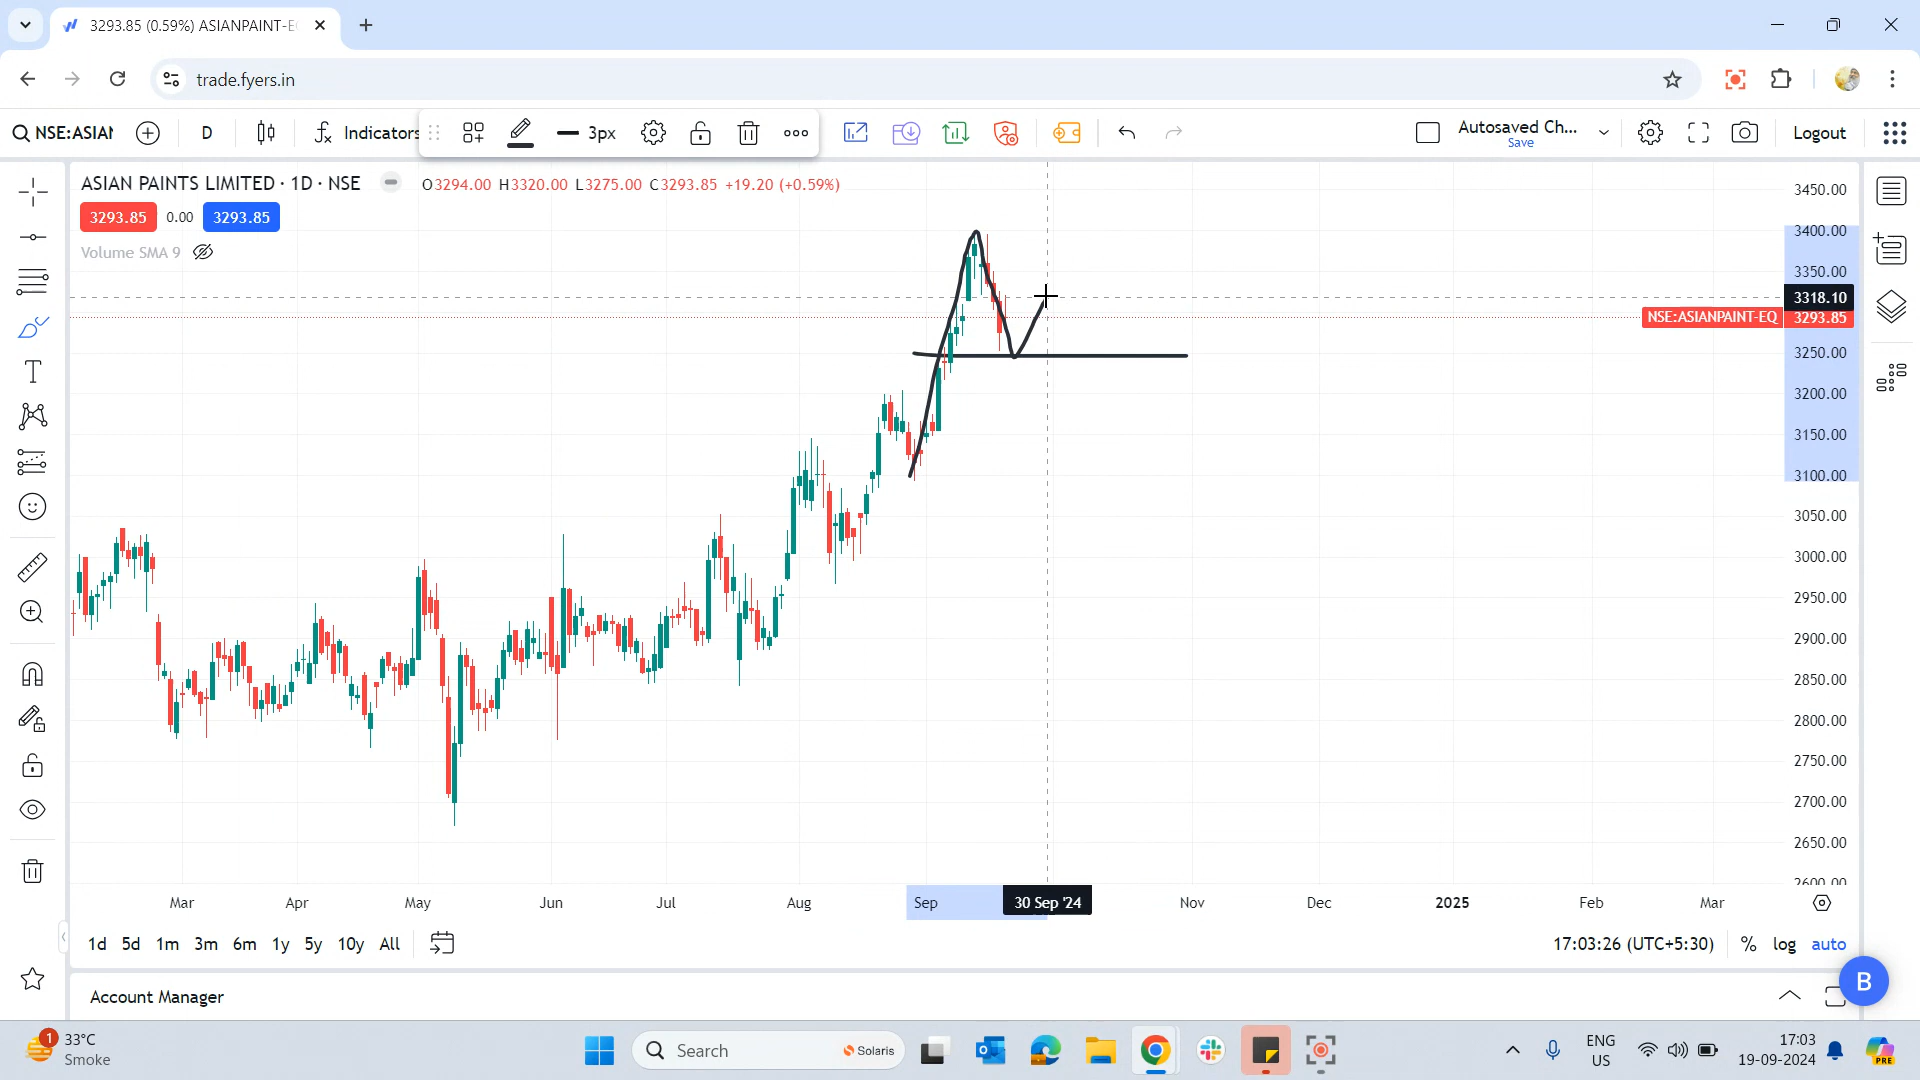 3293.85 (0.59%) ASIANPAINT-E
trade.fyers.in
NSE:ASIAN
D
Indicators
3px
Autosaved Ch...
Save
Logout
ASIAN PAINTS LIMITED · 1D · NSE
O3294.00 H3320.00 L3275.00 C3293.85 +19.20 (+0.59%)
3293.85
0.00
3293.85
Volume SMA 9
3450.00
3400.00
3350.00
3318.10
NSE:ASIANPAINT-EQ
3293.85
3250.00
3200.00
3150.00
3100.00
3050.00
3000.00
2950.00
2900.00
2850.00
2800.00
2750.00
2700.00
2650.00
2600.00
Mar
Apr
May
Jun
Jul
Aug
Sep
30 Sep '24
Nov
Dec
2025
Feb
Mar
1d 5d 1m 3m 6m 1y 5y 10y All
17:03:26 (UTC+5:30)
%
log
auto
Account Manager
B
1
33°C
Smoke
Search
Solaris
ENG
US
17:03
19-09-2024
PRE